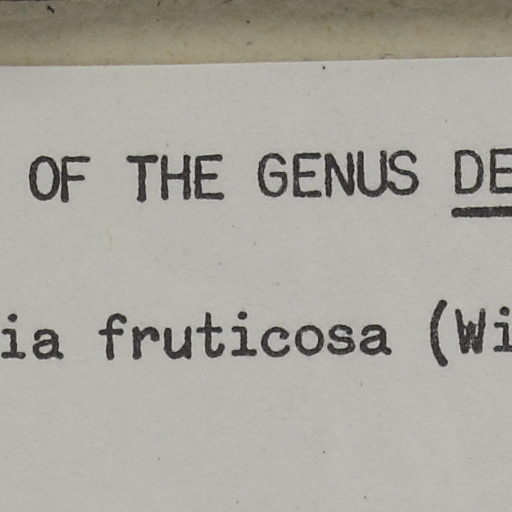 OF THE GENUS DE
ia fruticosa (Wi